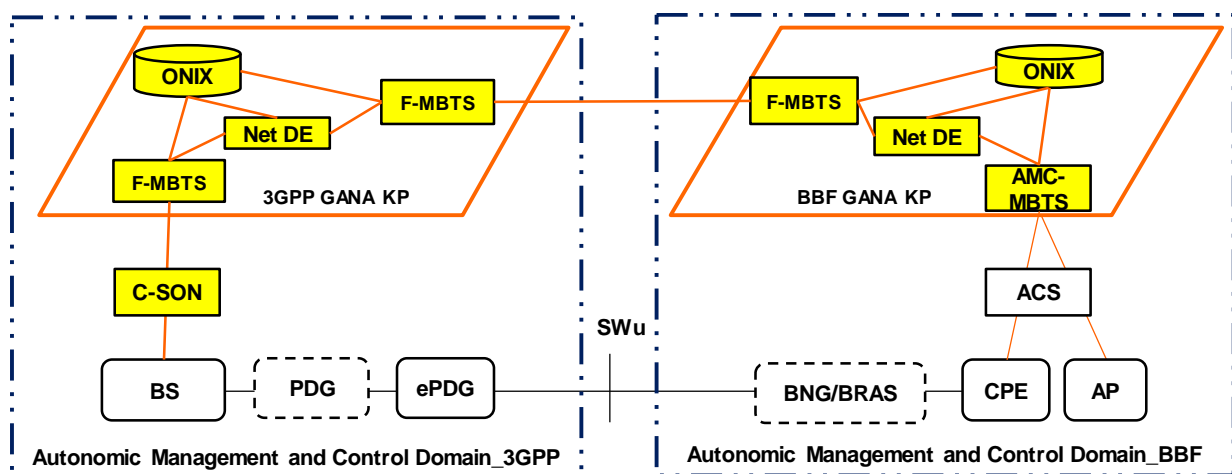 ONIX
F-MBTS
Net DE
F-MBTS
3GPP GANA KP
C-SON
BS
PDG
ePDG
Autonomic Management and Control Domain_3GPP
SWu
ONIX
F-MBTS
Net DE
AMC-
MBTS
BBF GANA KP
ACS
BNG/BRAS
CPE
AP
Autonomic Management and Control Domain_BBF